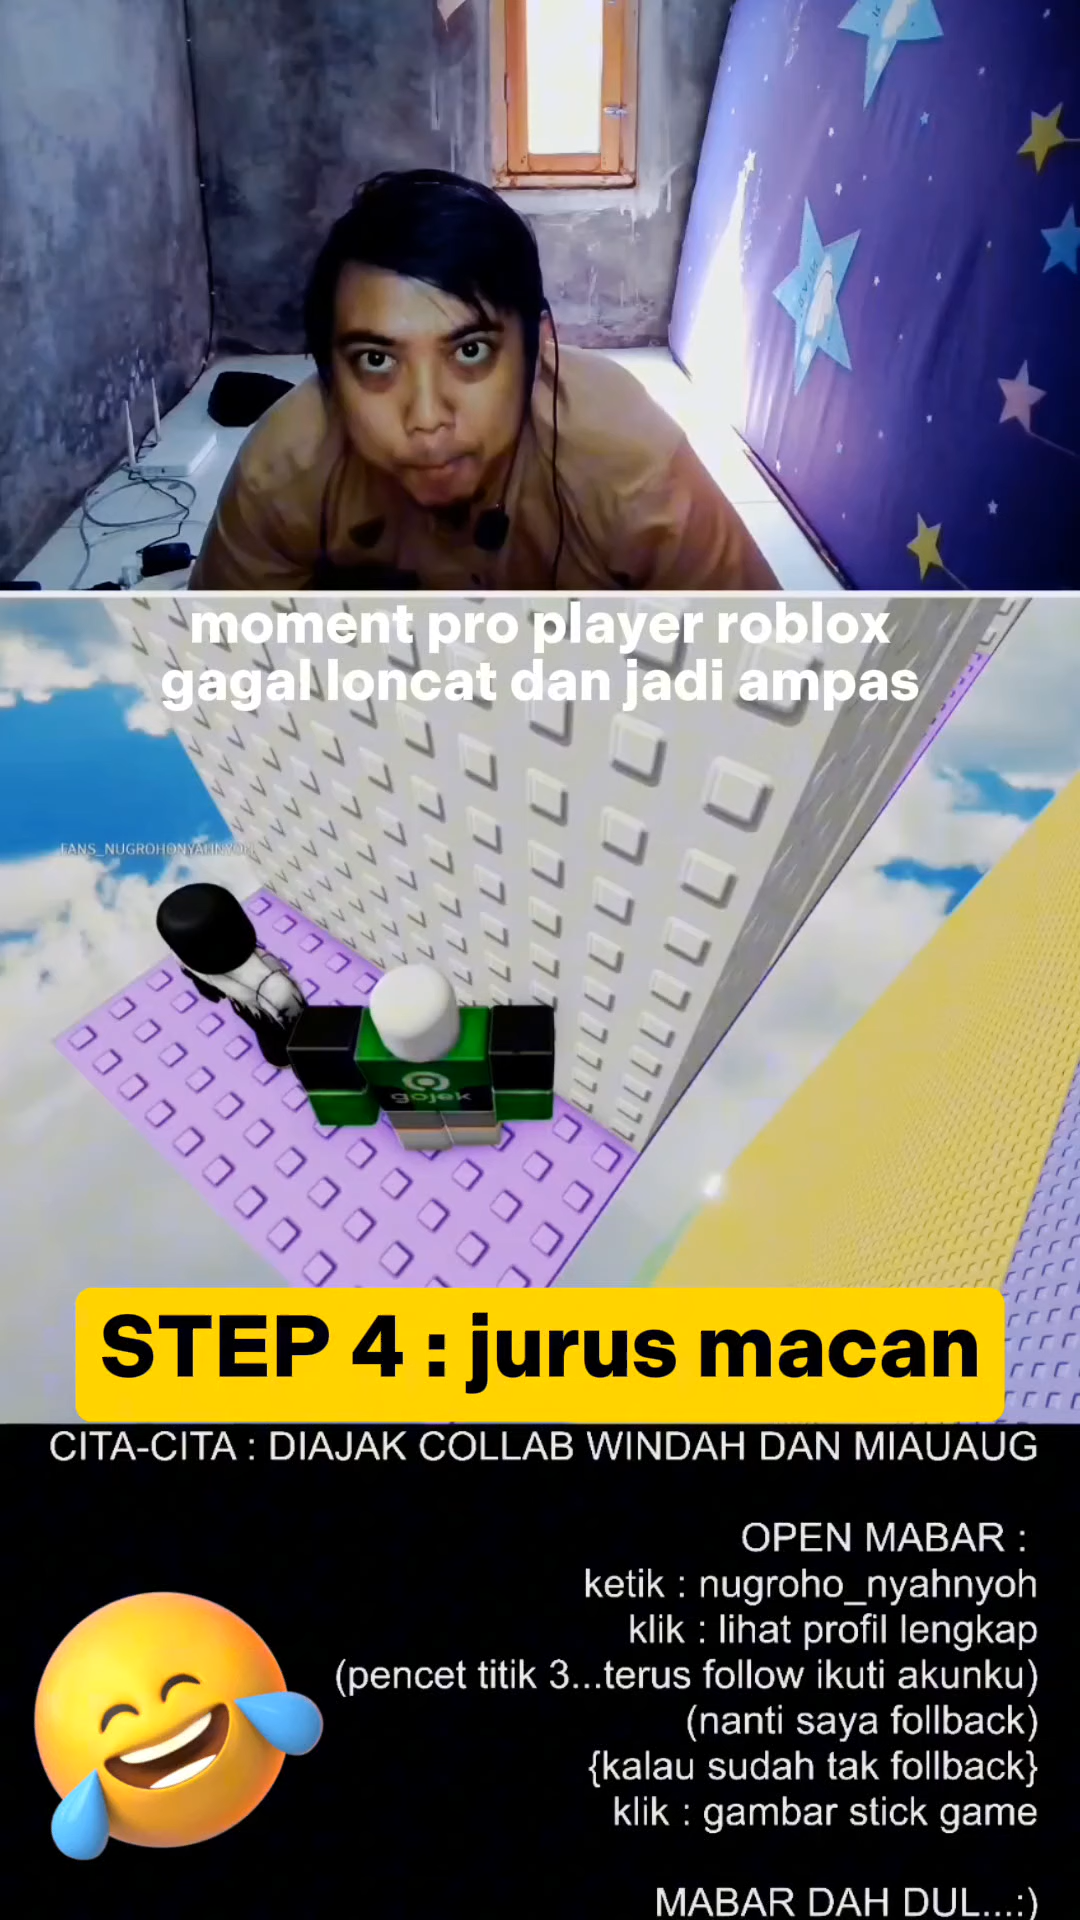 moment pro player roblox
gagal loncat dan jadi ampas
gojek
STEP 4 : jurus macan
CITA-CITA : DIAJAK COLLAB WINDAH DAN MIAUAUG
OPEN MABAR :
ketik : nugroho_nyahnyoh
klik : lihat profil lengkap
(pencet titik 3...terus follow ikuti akunku)
(nanti saya follback)
{kalau sudah tak follback}
klik : gambar stick game
MABAR DAH DUL...:)